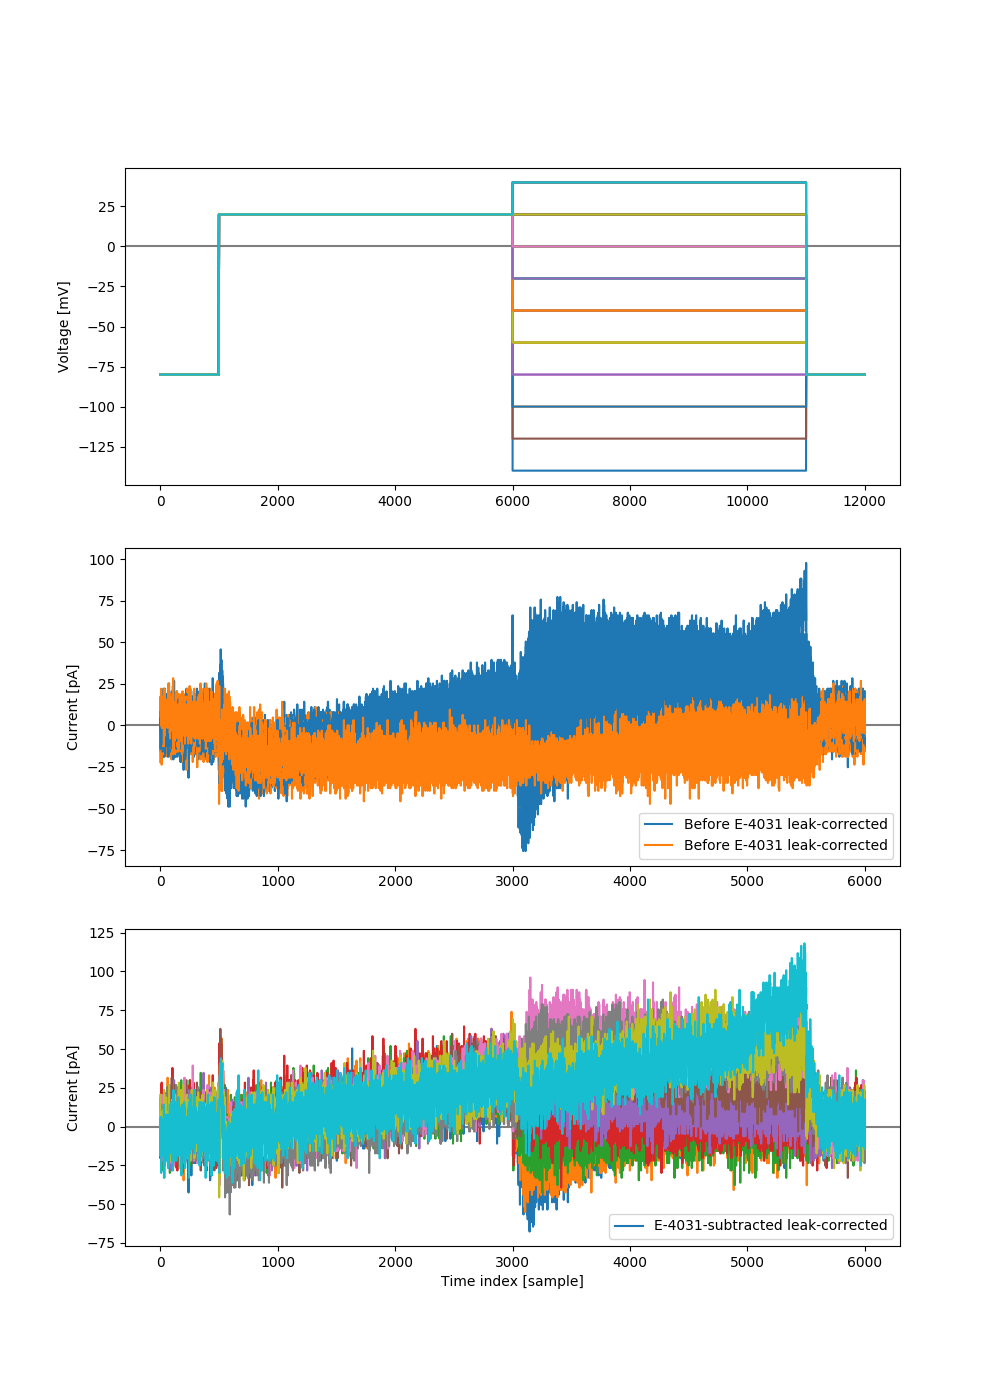 25
0
−25
−50
−75
−100
−125
Voltage [mV]
0 2000 4000 6000 8000 10000 12000
100
75
50
25
0
−25
−50
−75
Current [pA]
Before E-4031 leak-corrected
Before E-4031 leak-corrected
0 1000 2000 3000 4000 5000 6000
125
100
75
50
25
0
−25
−50
−75
Current [pA]
E-4031-subtracted leak-corrected
0 1000 2000 3000 4000 5000 6000
Time index [sample]